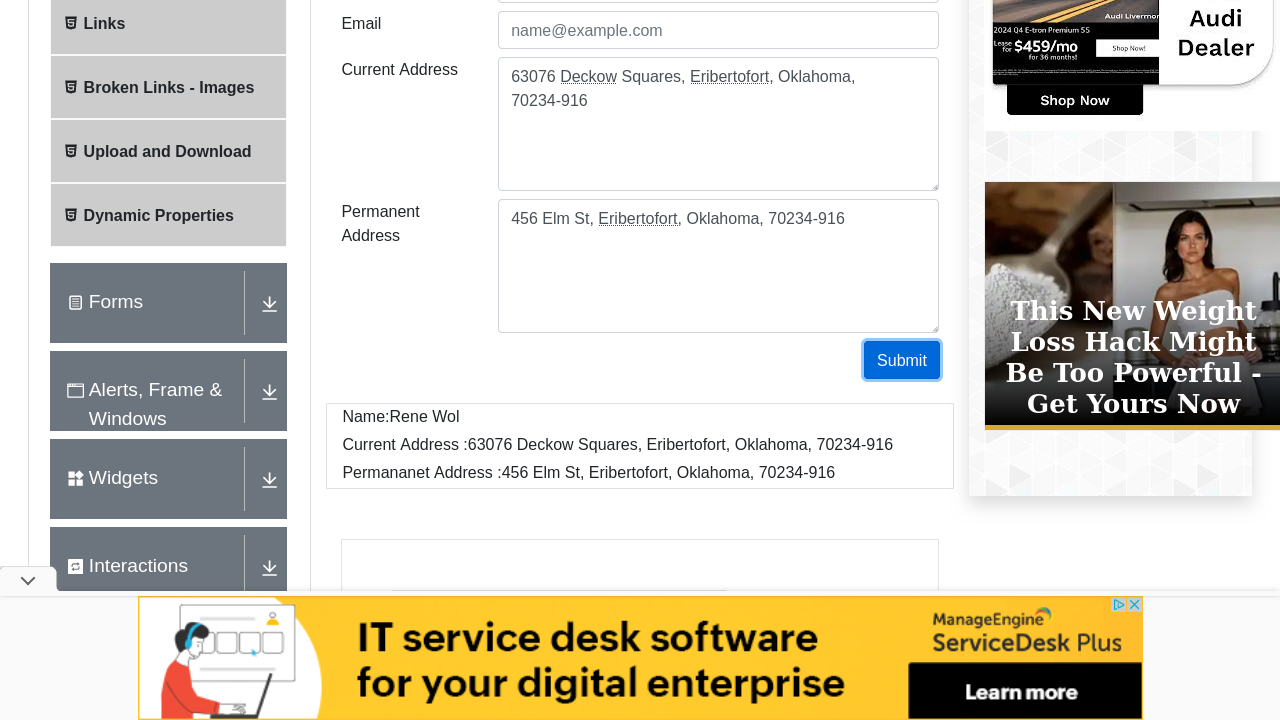 Links
Broken Links - Images
Upload and Download
Dynamic Properties
Forms
Alerts, Frame &
Windows
Widgets
Interactions
Email
name@example.com
Current Address
63076 Deckow Squares, Eribertofort, Oklahoma,
70234-916
Permanent
Address
456 Elm St, Eribertofort, Oklahoma, 70234-916
Submit
Name:Rene Wol
Current Address :63076 Deckow Squares, Eribertofort, Oklahoma, 70234-916
Permananet Address :456 Elm St, Eribertofort, Oklahoma, 70234-916
Audi Livermor
2024 Q4 E-tron Premium 55
Lease for $459/mo
for 36 months!
Shop Now!
Audi
Dealer
Shop Now
This New Weight
Loss Hack Might
Be Too Powerful -
Get Yours Now
IT service desk software
for your digital enterprise
ManageEngine
ServiceDesk Plus
Learn more